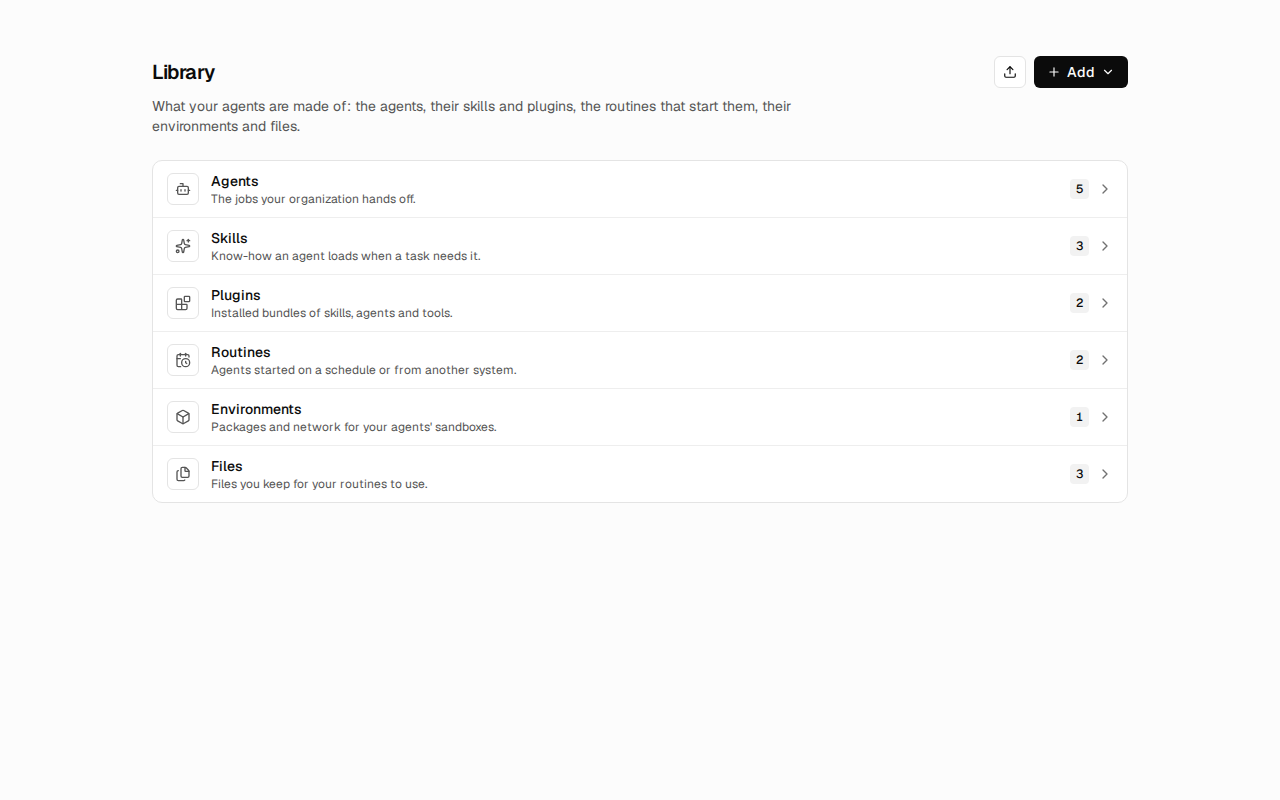 Library
Add
What your agents are made of: the agents, their skills and plugins, the routines that start them, their
environments and files.
Agents
The jobs your organization hands off.
5
Skills
Know-how an agent loads when a task needs it.
3
Plugins
Installed bundles of skills, agents and tools.
2
Routines
Agents started on a schedule or from another system.
2
Environments
Packages and network for your agents' sandboxes.
1
Files
Files you keep for your routines to use.
3